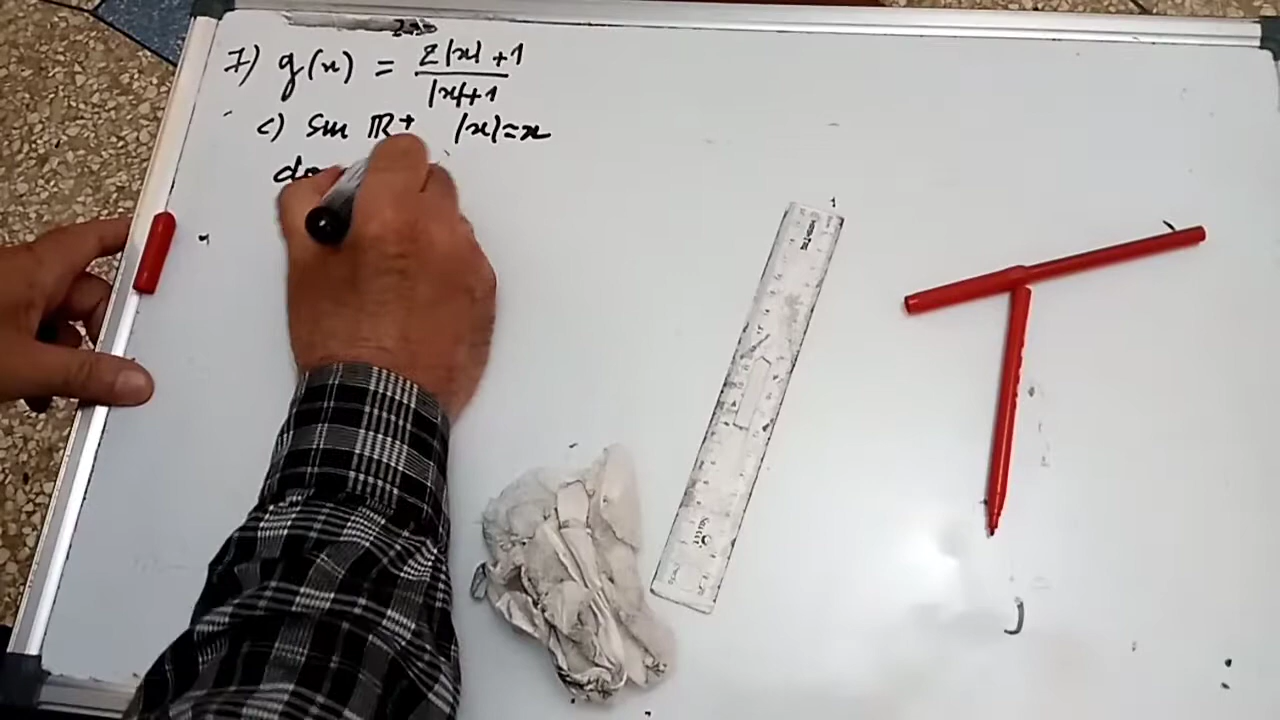 7) g(x) = (2|x| + 1)/(|x| + 1)
c) sur ℝ⁺ |x| = x